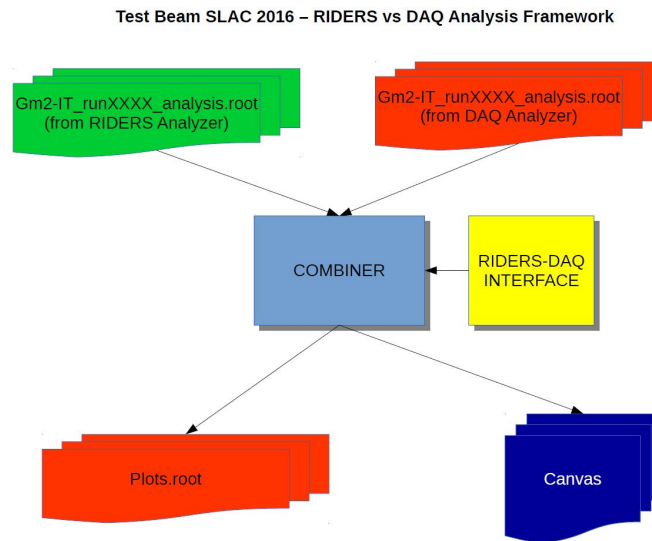 Test Beam SLAC 2016 – RIDERS vs DAQ Analysis Framework
Gm2-IT_runXXXX_analysis.root
(from RIDERS Analyzer)
Gm2-IT_runXXXX_analysis.root
(from DAQ Analyzer)
COMBINER
RIDERS-DAQ
INTERFACE
Plots.root
Canvas